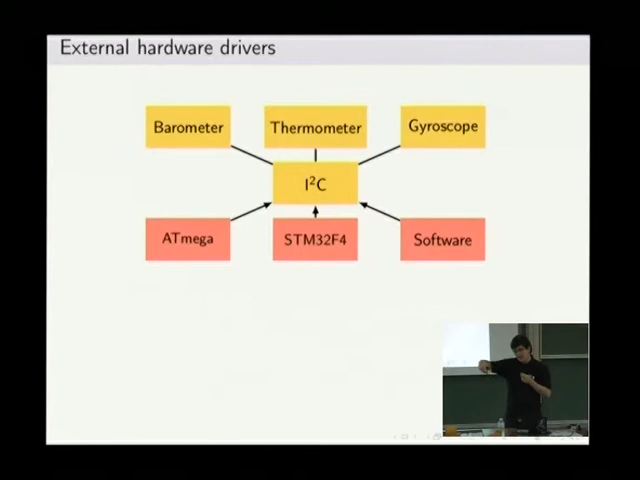 External hardware drivers
Barometer
Thermometer
Gyroscope
I²C
ATmega
STM32F4
Software